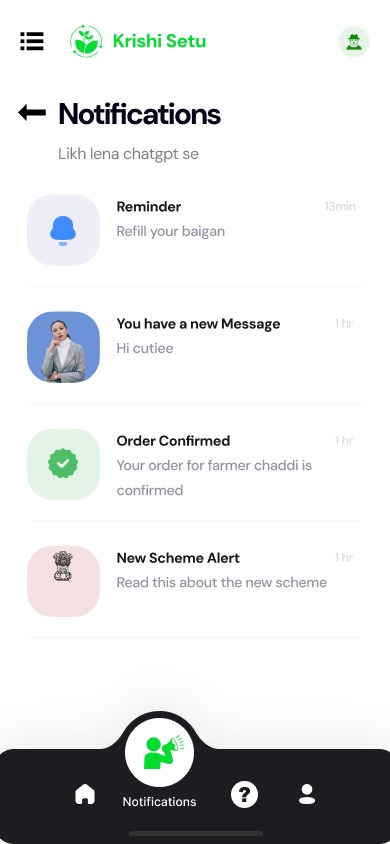 Krishi Setu
Notifications
Likh lena chatgpt se
Reminder
13min
Refill your baigan
You have a new Message
1 hr
Hi cutiee
Order Confirmed
1 hr
Your order for farmer chaddi is
confirmed
New Scheme Alert
1 hr
Read this about the new scheme
?
Notifications